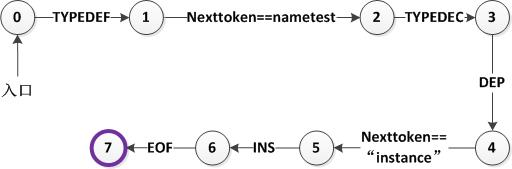 0 TYPEDEF 1 Nexttoken==nametest 2 TYPEDEC 3
入口
DEP
7 EOF 6 INS 5 Nexttoken==
“instance” 4